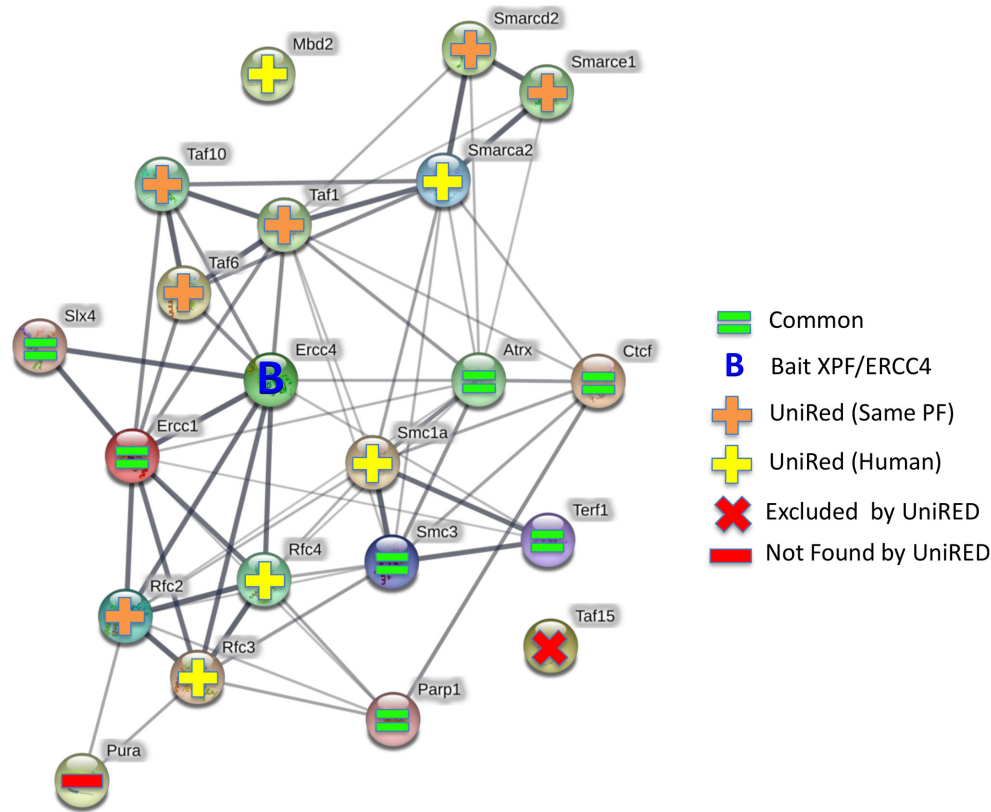 Smarcd2
Mbd2
Smarce1
Taf10
Smarca2
Taf1
Taf6
Slx4
Ercc4
B
Atrx
Ctcf
Ercc1
Smc1a
Terf1
Smc3
Rfc4
Rfc2
Taf15
Rfc3
Parp1
Pura
Common
B Bait XPF/ERCC4
UniRed (Same PF)
UniRed (Human)
Excluded by UniRED
Not Found by UniRED